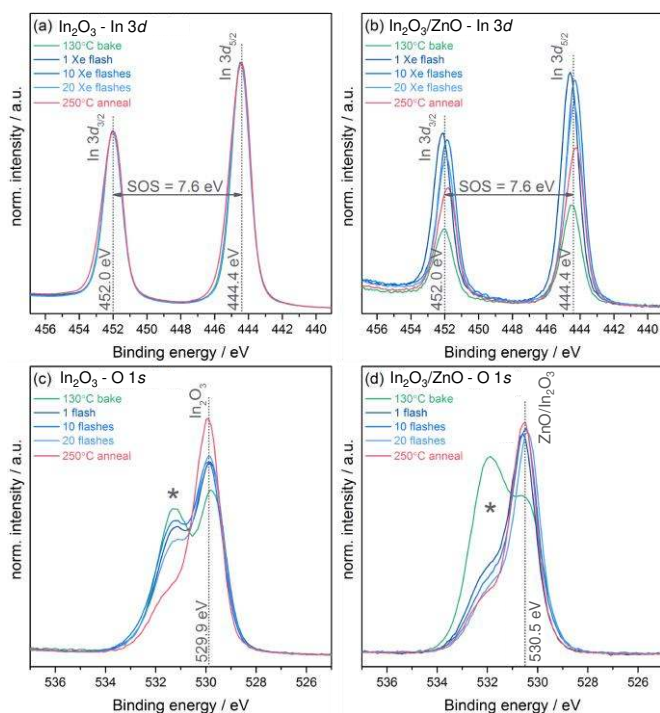 (a) In₂O₃ - In 3d
130°C bake
1 Xe flash
10 Xe flashes
20 Xe flashes
250°C anneal
In 3d₃/₂
In 3d₅/₂
SOS = 7.6 eV
452.0 eV
444.4 eV
norm. intensity / a.u.
456 454 452 450 448 446 444 442 440
Binding energy / eV
(b) In₂O₃/ZnO - In 3d
130°C bake
1 Xe flash
10 Xe flashes
20 Xe flashes
250°C anneal
In 3d₃/₂
In 3d₅/₂
SOS = 7.6 eV
452.0 eV
444.4 eV
norm. intensity / a.u.
456 454 452 450 448 446 444 442 440
Binding energy / eV
(c) In₂O₃ - O 1s
130°C bake
1 flash
10 flashes
20 flashes
250°C anneal
In₂O₃
*
529.9 eV
norm. intensity / a.u.
536 534 532 530 528 526
Binding energy / eV
(d) In₂O₃/ZnO - O 1s
130°C bake
1 flash
10 flashes
20 flashes
250°C anneal
ZnO/In₂O₃
*
530.5 eV
norm. intensity / a.u.
536 534 532 530 528 526
Binding energy / eV